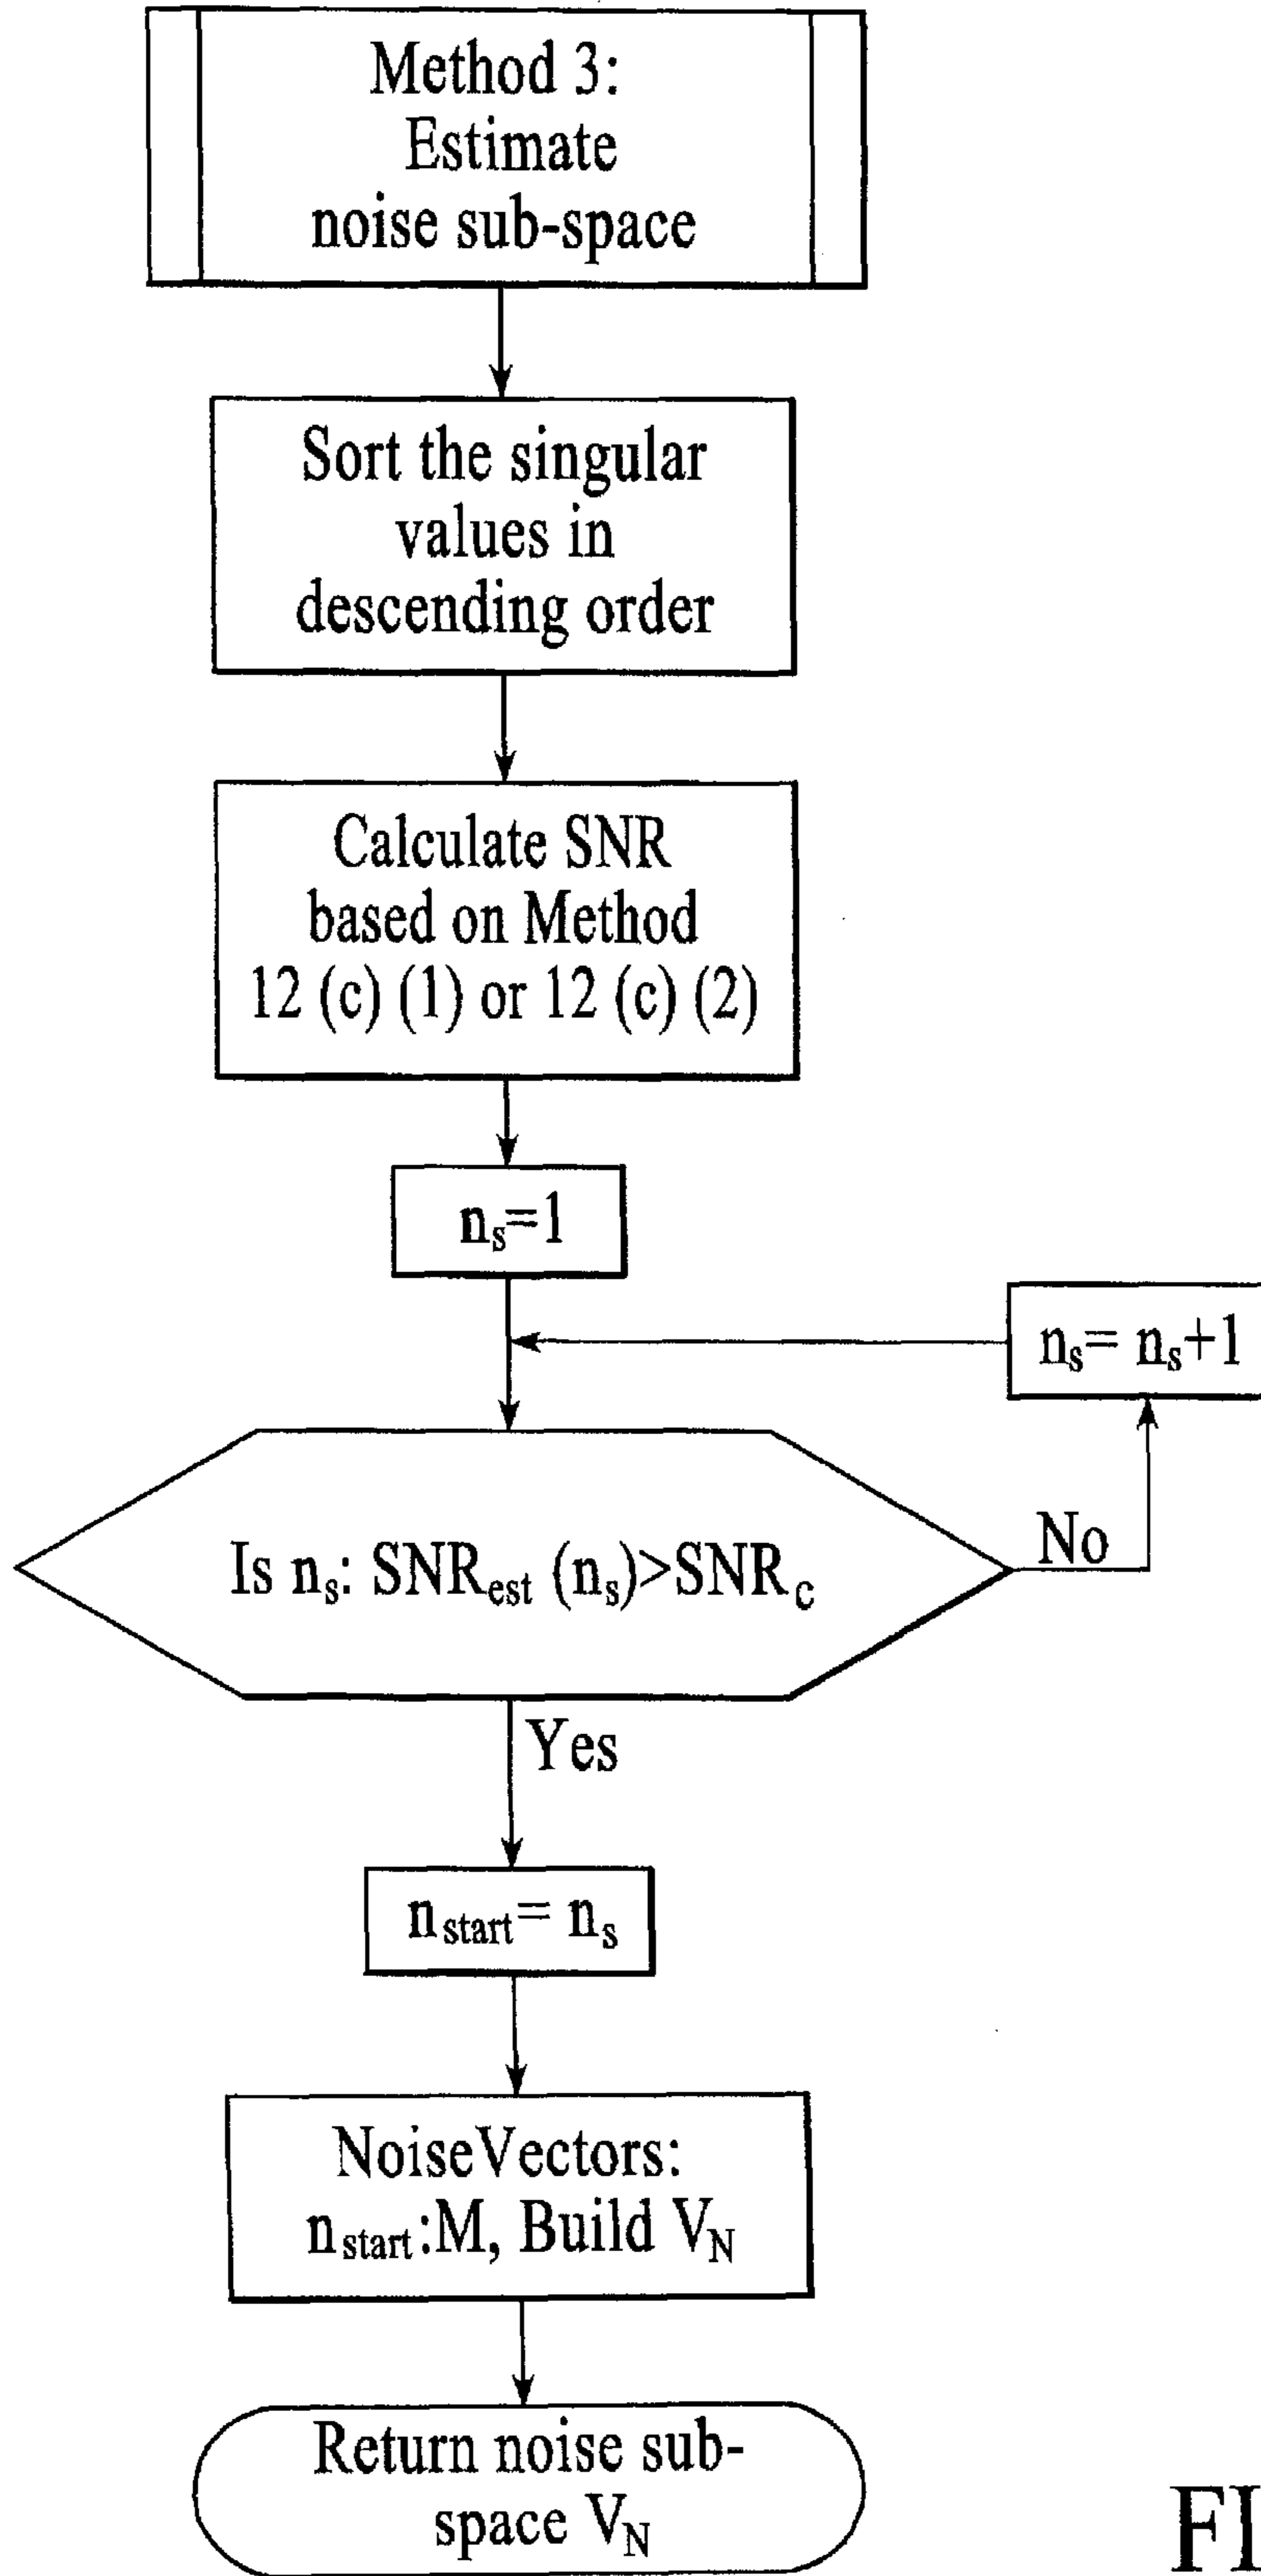 Method 3:
Estimate
noise sub-space
Sort the singular
values in
descending order
Calculate SNR
based on Method
12 (c) (1) or 12 (c) (2)
nₛ=1
nₛ= nₛ+1
Is nₛ: SNRest (nₛ)>SNRc
No
Yes
nstart= nₛ
NoiseVectors:
nstart:M, Build VN
Return noise sub-
space VN
FI